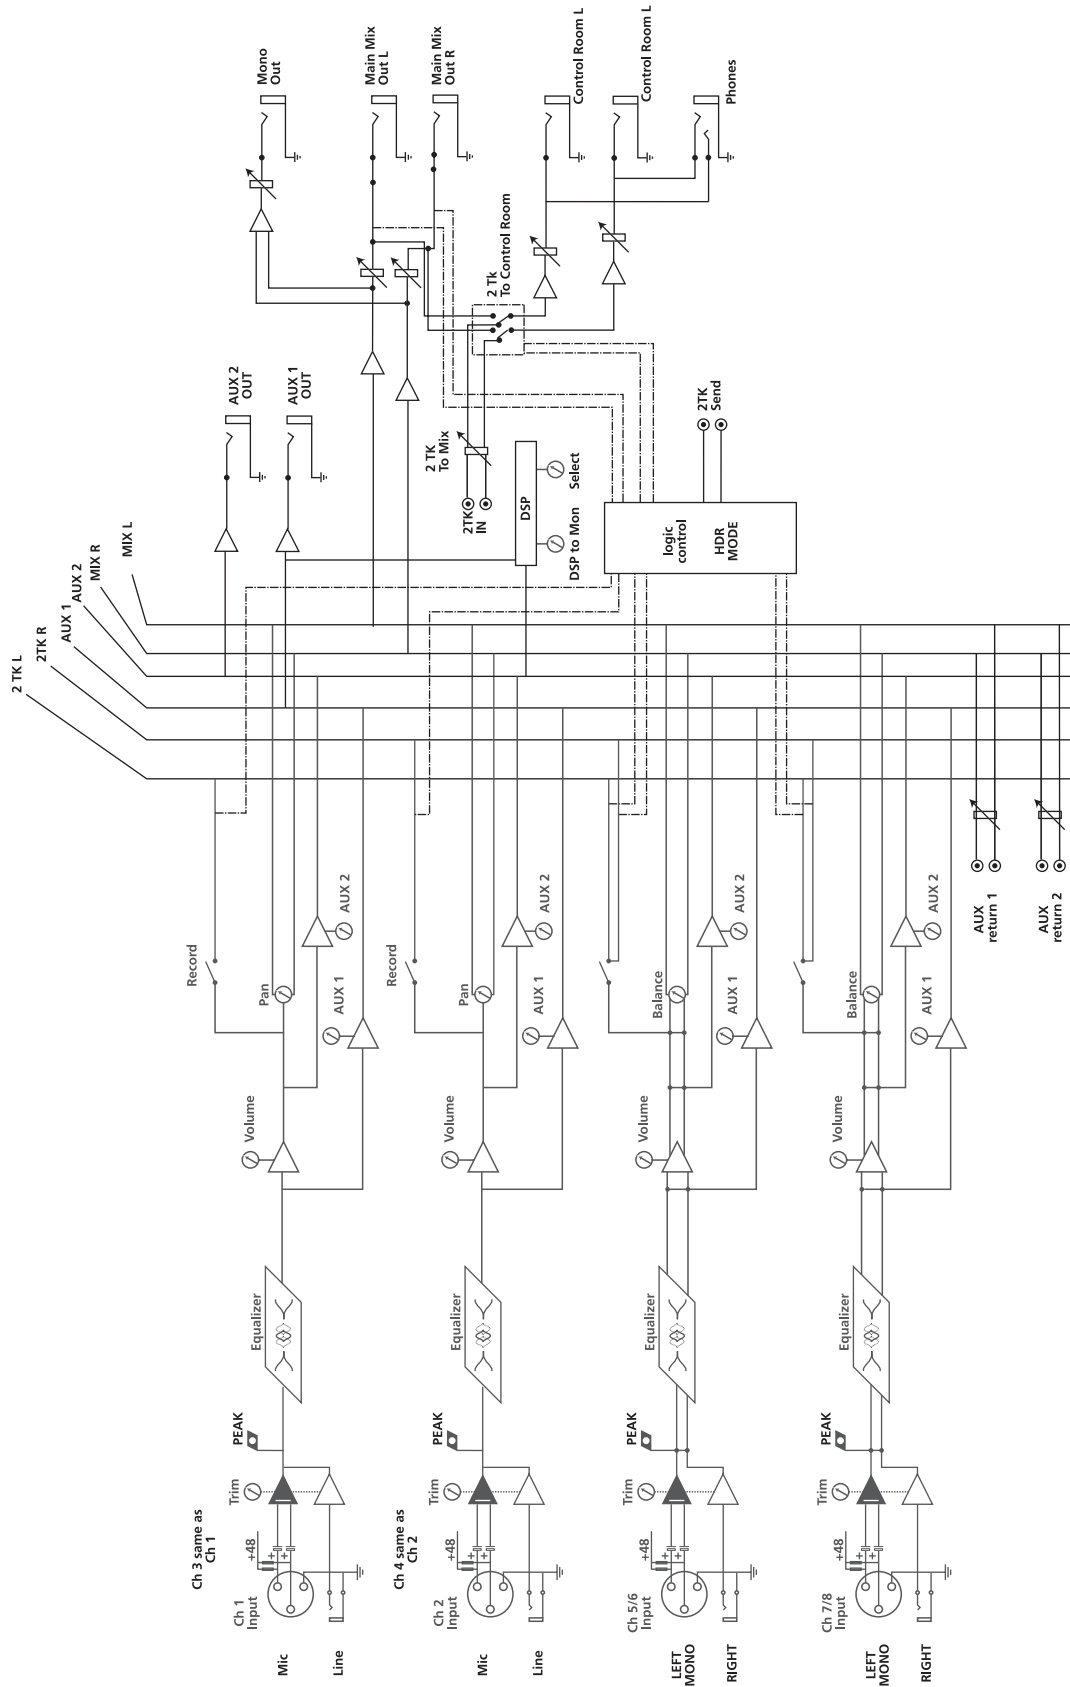 Mono
Out
Main Mix
Out L
Main Mix
Out R
Control Room L
Control Room L
Phones
2 Tk
To Control Room
AUX 2
OUT
AUX 1
OUT
2 TK
To Mix
2TK
IN
DSP
DSP to Mon
Select
2TK
Send
logic
control
HDR
MODE
2 TK L
2TK R
AUX 1
AUX 2
MIX R
MIX L
AUX
return 1
AUX
return 2
Record
Pan
AUX 1
AUX 2
Volume
Equalizer
PEAK
Trim
Ch 3 same as
Ch 1
+48
+
+
Ch 1
Input
Mic
Line
Record
Pan
AUX 1
AUX 2
Volume
Equalizer
PEAK
Trim
Ch 4 same as
Ch 2
+48
+
+
Ch 2
Input
Mic
Line
Balance
AUX 1
AUX 2
Volume
Equalizer
PEAK
Trim
+48
+
+
Ch 5/6
Input
LEFT
MONO
RIGHT
Balance
AUX 1
AUX 2
Volume
Equalizer
PEAK
Trim
+48
+
+
Ch 7/8
Input
LEFT
MONO
RIGHT